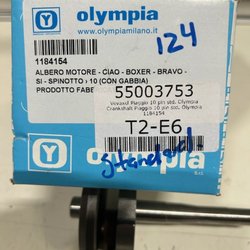 olympia
www.olympiamilano.it
124
1184154
ALBERO MOTORE - CIAO - BOXER - BRAVO -
SI - SPINOTTO > 10 (CON GABBIA)
PRODOTTO FABB
55003753
Piaggio 10 pin std. Olympia
Crankshaft Piaggio 10 pin std. Olympia
1184154
T2-E6
Standard
Olympia
S.r.l.